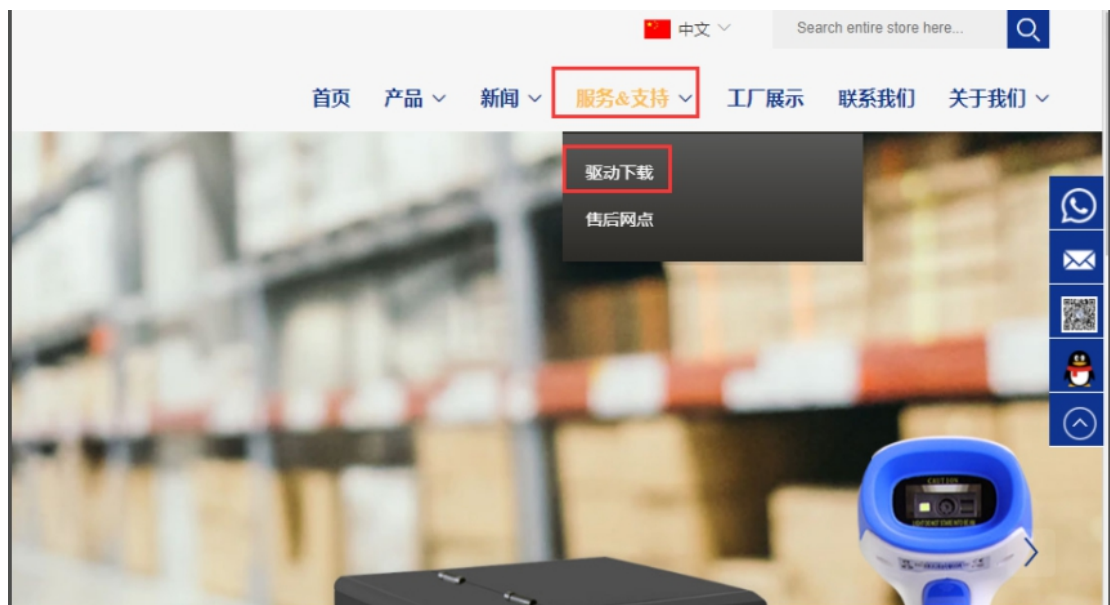 中文
Search entire store here...
首页 产品 新闻 服务&支持 工厂展示 联系我们 关于我们
驱动下载
售后网点
CAUTION